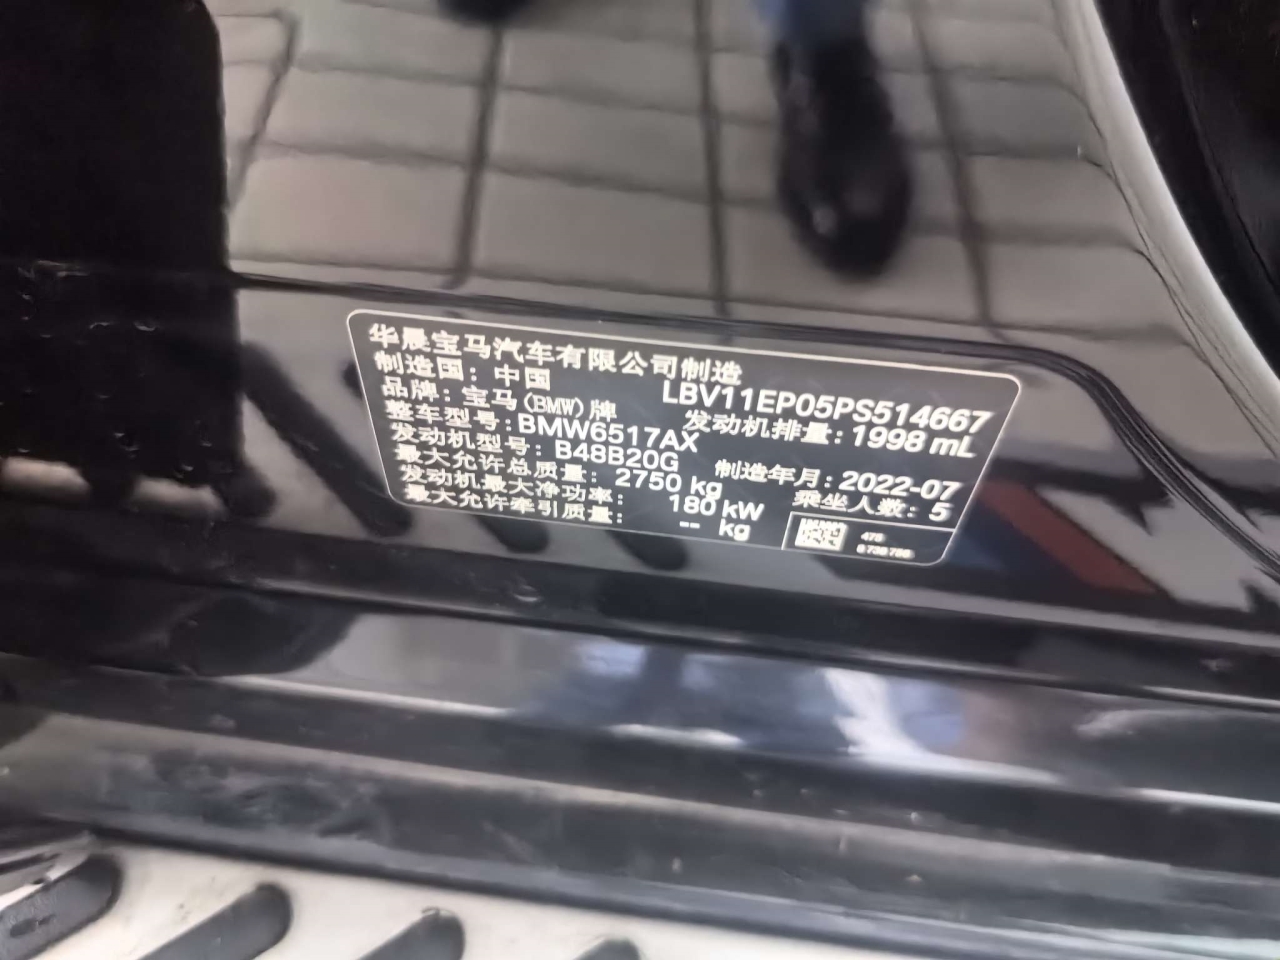 华晨宝马汽车有限公司制造
制造国：中国 LBV11EP05PS514667
品牌：宝马(BMW)牌 发动机排量：1998 mL
整车型号：BMW6517AX
发动机型号：B48B20G 制造年月：2022-07
最大允许总质量：2750 kg 乘坐人数：5
发动机最大净功率：180 kW
最大允许牵引质量：-- kg
475